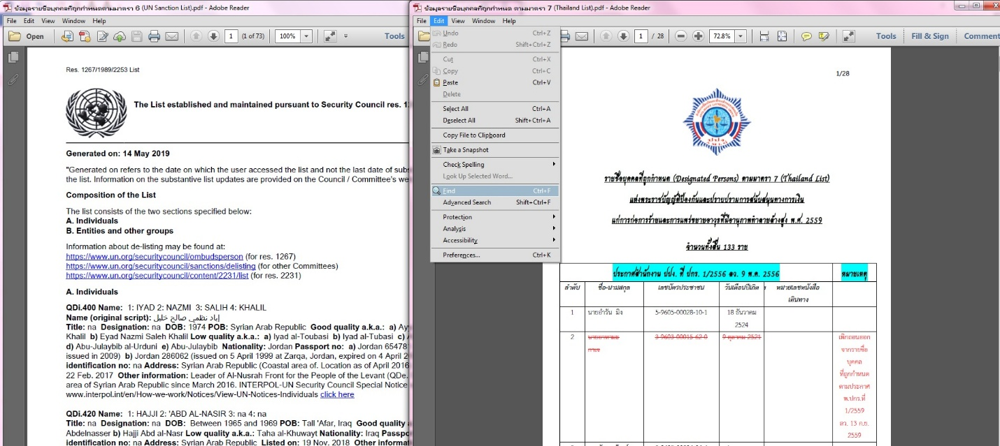 ข้อมูลรายชื่อบุคคลที่ถูกกำหนดตามมาตรา 6 (UN Sanction List).pdf - Adobe Reader
File Edit View Window Help
Open
1 (1 of 73)
100%
Tools
Res. 1267/1989/2253 List
The List established and maintained pursuant to Security Council res. 1
Generated on: 14 May 2019
"Generated on refers to the date on which the user accessed the list and not the last date of
the list. Information on the substantive list updates are provided on the Council / Committee's
Composition of the List
The list consists of the two sections specified below:
A. Individuals
B. Entities and other groups
Information about de-listing may be found at:
https://www.un.org/securitycouncil/ombudsperson (for res. 1267)
https://www.un.org/securitycouncil/sanctions/delisting (for other Committees)
https://www.un.org/securitycouncil/content/2231/list (for res. 2231)
A. Individuals
QDi.400 Name: 1: IYAD 2: NAZMI 3: SALIH 4: KHALIL
Name (original script): إياد نظمي صالح خليل
Title: na Designation: na DOB: 1974 POB: Syrian Arab Republic Good quality a.k.a.: a)
Khalil b) Eyad Nazmi Saleh Khalil Low quality a.k.a.: a) Iyad al-Toubasi b) Iyad al-Tubasi c)
d) Abu-Julaybib al-Urduni e) Abu-Julaybib Nationality: Jordan Passport no: a) Jordan 65478
issued in 2009) b) Jordan 286062 (issued on 5 April 1999 at Zarqa, Jordan, expired on 4 April 2
identification no: na Address: Syrian Arab Republic (Coastal area of. Location as of April 2016
22 Feb. 2017 Other information: Leader of Al-Nusrah Front for the People of the Levant (QDe.
area of Syrian Arab Republic since March 2016. INTERPOL-UN Security Council Special Notice
www.interpol.int/en/How-we-work/Notices/View-UN-Notices-Individuals click here
QDi.420 Name: 1: HAJJI 2: 'ABD AL-NASIR 3: na 4: na
Title: na Designation: na DOB: Between 1965 and 1969 POB: Tall 'Afar, Iraq Good quality
Abdelnasser b) Hajji Abd al-Nasr Low quality a.k.a.: Taha al-Khuwayt Nationality: Iraq
identification no: na Address: Syrian Arab Republic Listed on: 19 Nov. 2018 Other
ข้อมูลรายชื่อบุคคลที่ถูกกำหนด ตามมาตรา 7 (Thailand List).pdf - Adobe Reader
File Edit View Window Help
1 / 28
72.8%
Tools Fill & Sign Comment
Undo Ctrl+Z
Redo Shift+Ctrl+Z
Cut Ctrl+X
Copy Ctrl+C
Paste Ctrl+V
Delete
Select All Ctrl+A
Deselect All Shift+Ctrl+A
Copy File to Clipboard
Take a Snapshot
Check Spelling
Look Up Selected Word...
Find Ctrl+F
Advanced Search Shift+Ctrl+F
Protection
Analysis
Accessibility
Preferences... Ctrl+K
1/28
รายชื่อบุคคลที่ถูกกำหนด (Designated Persons) ตามมาตรา 7 (Thailand List)
แห่งพระราชบัญญัติป้องกันและปราบปรามการสนับสนุนทางการเงิน
แก่การก่อการร้ายและการแพร่ขยายอาวุธที่มีอานุภาพทำลายล้างสูง พ.ศ. 2559
จำนวนทั้งสิ้น 133 ราย
ประกาศสำนักงาน ปปง. ที่ ปกร. 1/2556 ลว. 9 พ.ค. 2556 หมายเหตุ
ลำดับ ชื่อ-นามสกุล เลขบัตรประชาชน วันเดือนปีเกิด หมายเลขหนังสือ
เดินทาง
1 นายอำรัน มิง 5-9605-00028-10-1 18 ธันวาคม
2524
2 3-9603-00015-62-0 9 ตุลาคม 2521 เพิกถอนออก
จากรายชื่อ
บุคคล
ที่ถูกกำหนด
ตามประกาศ
พ.ปกร.ที่
1/2559
ลว. 13 ก.ย.
2559